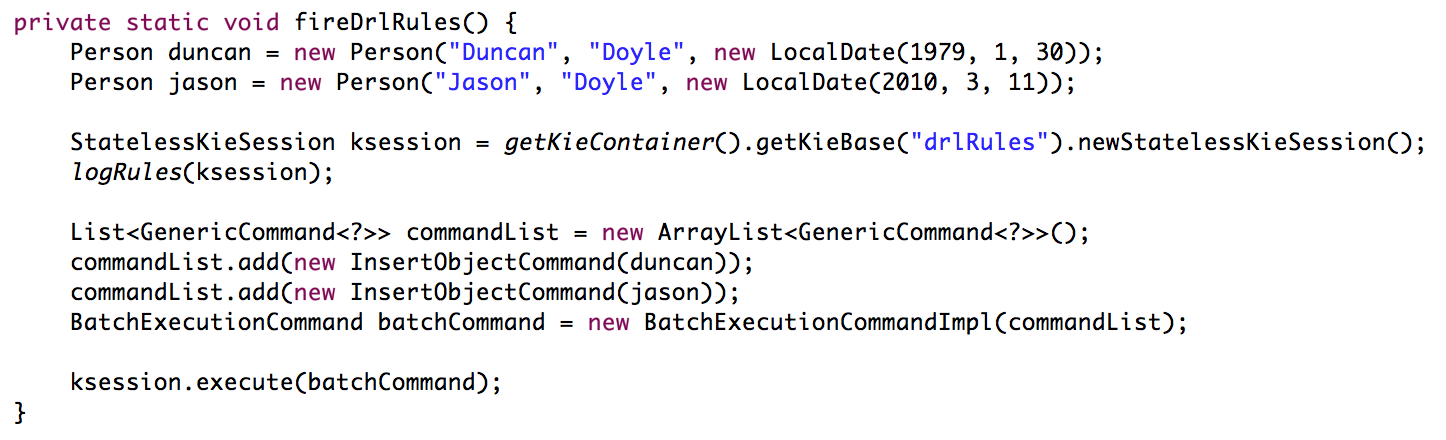 private static void fireDrlRules() {
    Person duncan = new Person("Duncan", "Doyle", new LocalDate(1979, 1, 30));
    Person jason = new Person("Jason", "Doyle", new LocalDate(2010, 3, 11));

    StatelessKieSession ksession = getKieContainer().getKieBase("drlRules").newStatelessKieSession();
    logRules(ksession);

    List<GenericCommand<?>> commandList = new ArrayList<GenericCommand<?>>();
    commandList.add(new InsertObjectCommand(duncan));
    commandList.add(new InsertObjectCommand(jason));
    BatchExecutionCommand batchCommand = new BatchExecutionCommandImpl(commandList);

    ksession.execute(batchCommand);
}